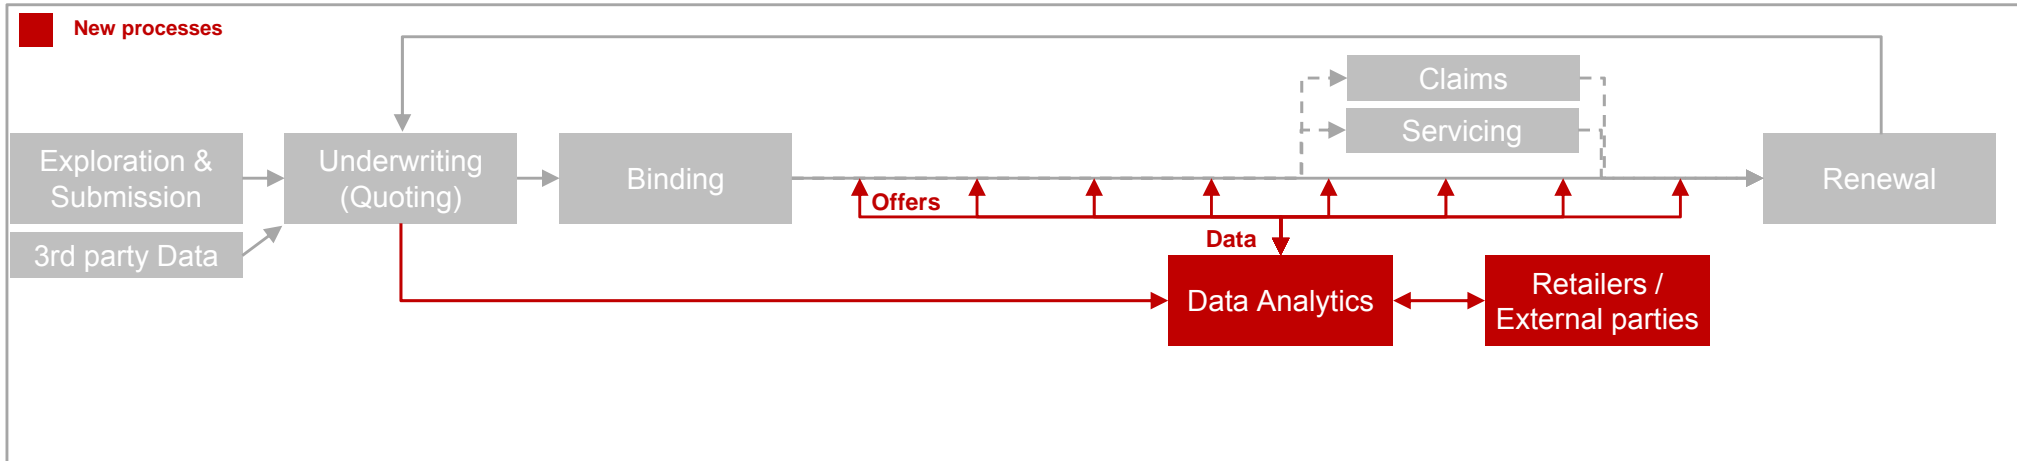 New processes
Claims
Servicing
Exploration &
Submission
Underwriting
(Quoting)
Binding
Renewal
Offers
3rd party Data
Data
Data Analytics
Retailers /
External parties